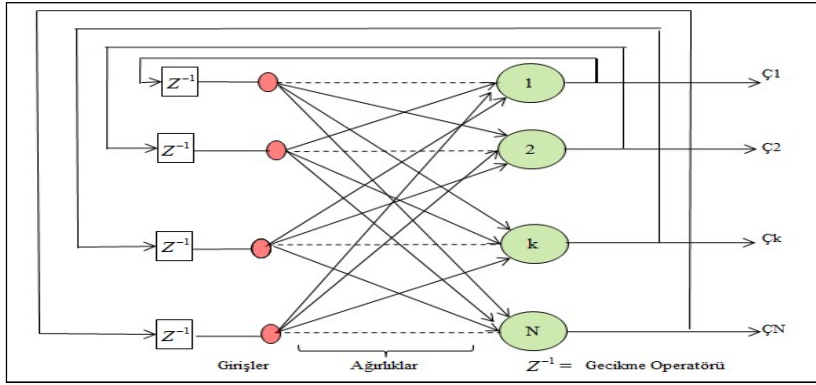 Z⁻¹ 1 Ç1
Z⁻¹ 2 Ç2
Z⁻¹ k Çk
Z⁻¹ N ÇN
Girişler Ağırlıklar Z⁻¹ = Gecikme Operatörü